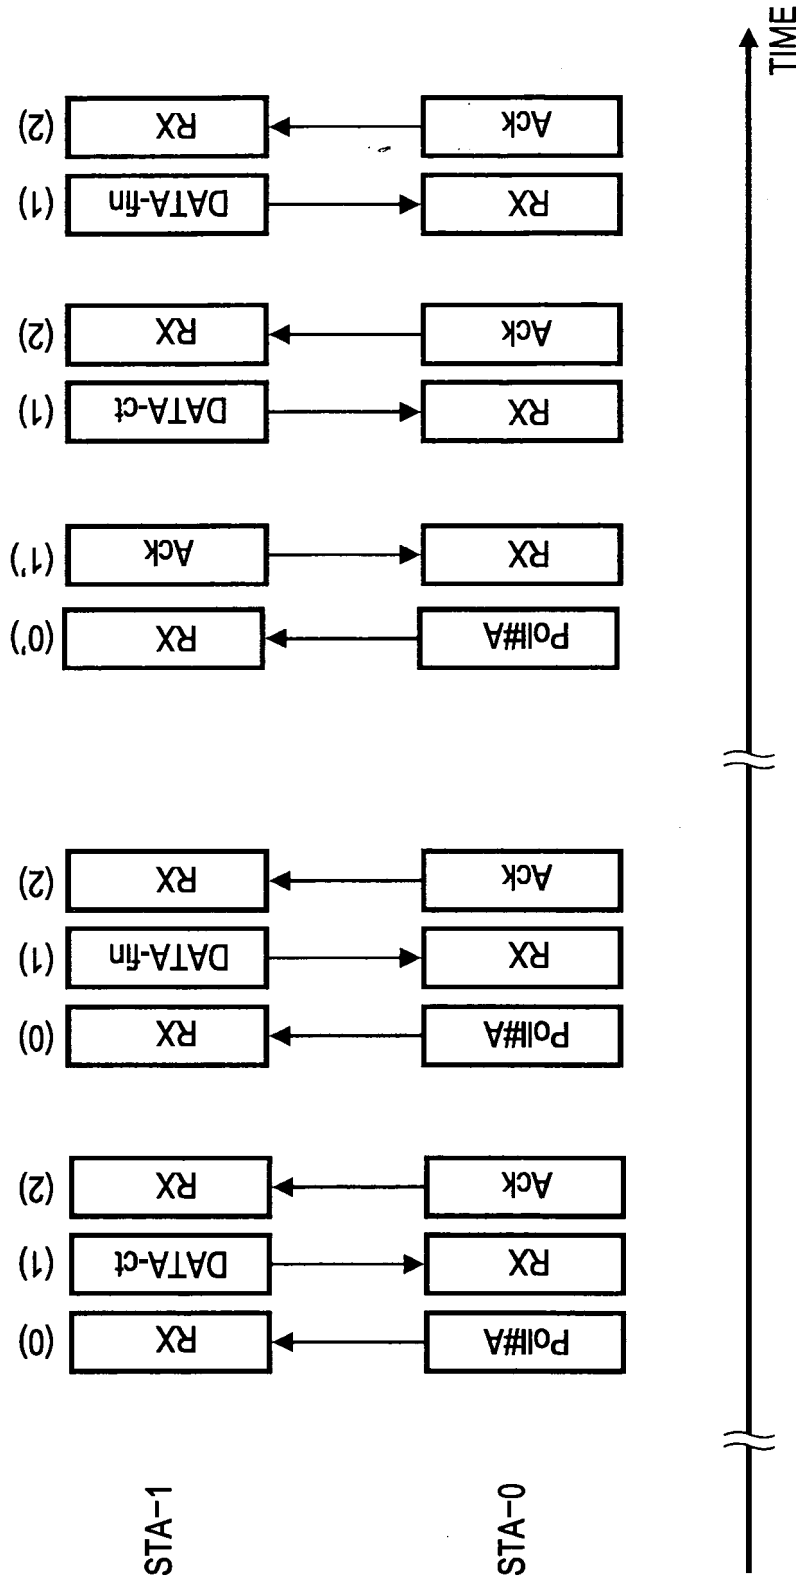 STA-1
STA-0
Poll#A
RX
(0)
RX
DATA-ct
(1)
Ack
RX
(2)
Poll#A
RX
(0)
RX
DATA-fin
(1)
Ack
RX
(2)
Poll#A
RX
(0')
RX
Ack
(1')
RX
DATA-ct
(1)
Ack
RX
(2)
RX
DATA-fin
(1)
Ack
RX
(2)
TIME